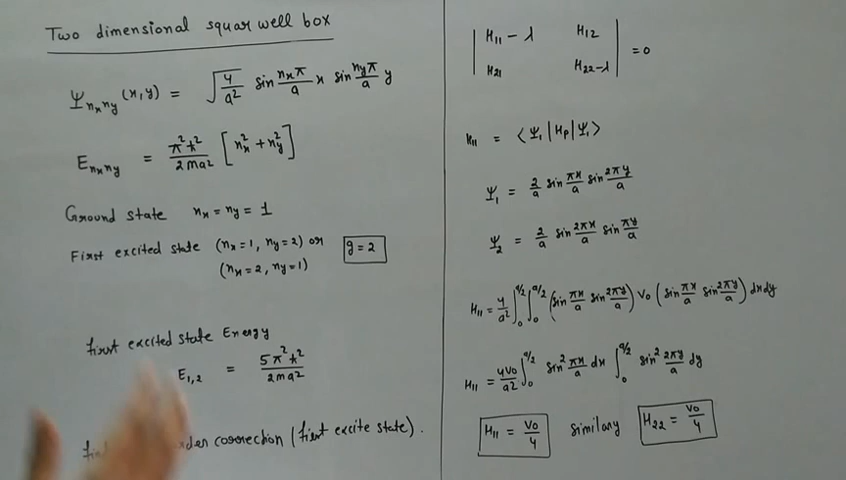 Two dimensional squar well box
Ψnxny (x,y) = √(4/a²) sin nxπ/a x sin nyπ/a y
Enxny = π²ħ²/2ma² [nx² + ny²]
Ground state nx = ny = 1
First excited state (nx=1, ny=2) or g=2
(nx=2, ny=1)
first excited state Energy
E1,2 = 5π²ħ²/2ma²
correction (first excite state).
| H11-λ H12 |
| H21 H22-λ | = 0
H11 = ⟨Ψ1|Hp|Ψ1⟩
Ψ1 = 2/a sin πx/a sin 2πy/a
Ψ2 = 2/a sin 2πx/a sin πy/a
H11 = 4/a² ∫0^a/2 ∫0^a/2 (sin πx/a sin 2πy/a) V0 (sin πx/a sin 2πy/a) dxdy
H11 = 4V0/a² ∫0^a/2 sin² πx/a dx ∫0^a/2 sin² 2πy/a dy
H11 = V0/4 similary H22 = V0/4